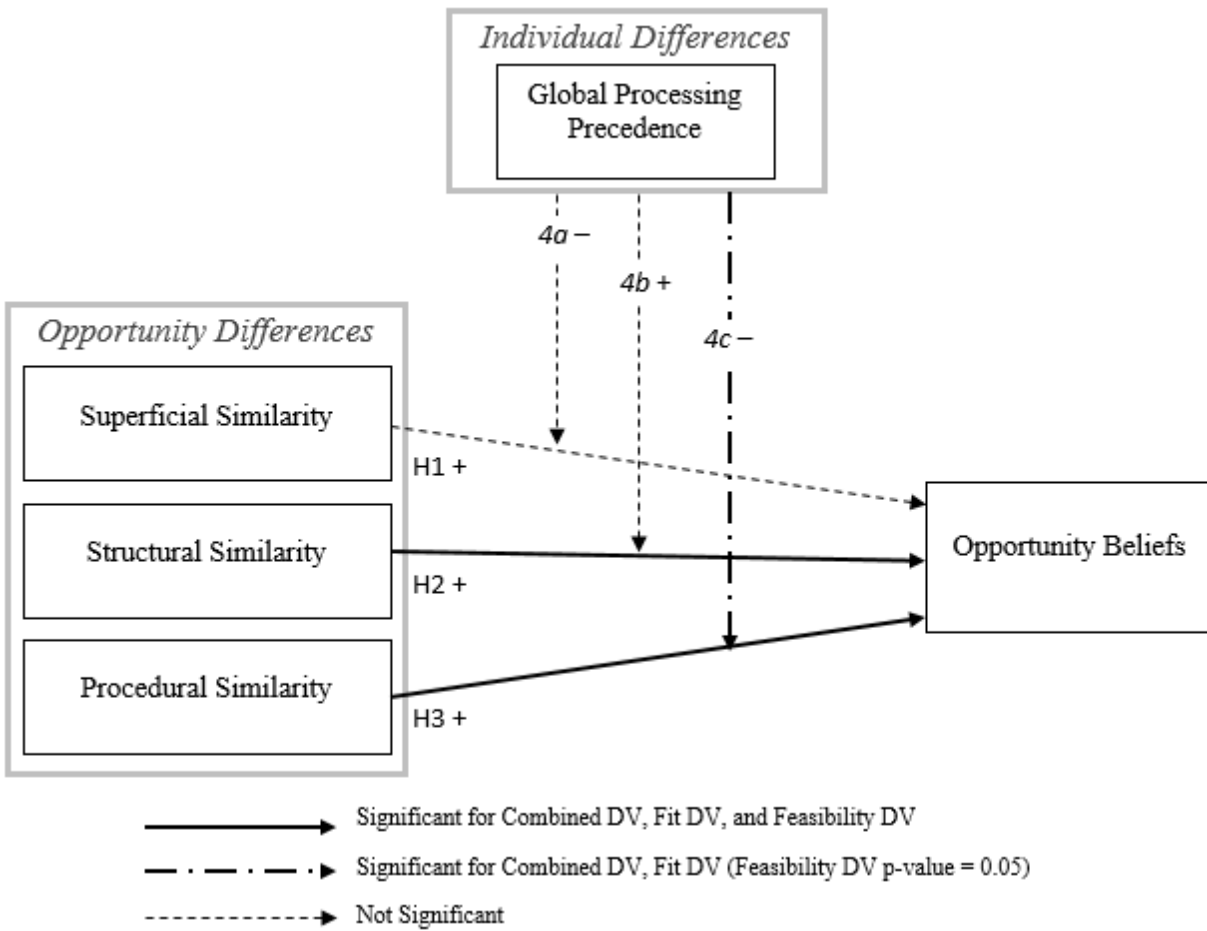 Individual Differences
Global Processing
Precedence
4a –
4b +
4c –
Opportunity Differences
Superficial Similarity
H1 +
Structural Similarity
H2 +
Procedural Similarity
H3 +
Opportunity Beliefs
Significant for Combined DV, Fit DV, and Feasibility DV
Significant for Combined DV, Fit DV (Feasibility DV p-value = 0.05)
Not Significant